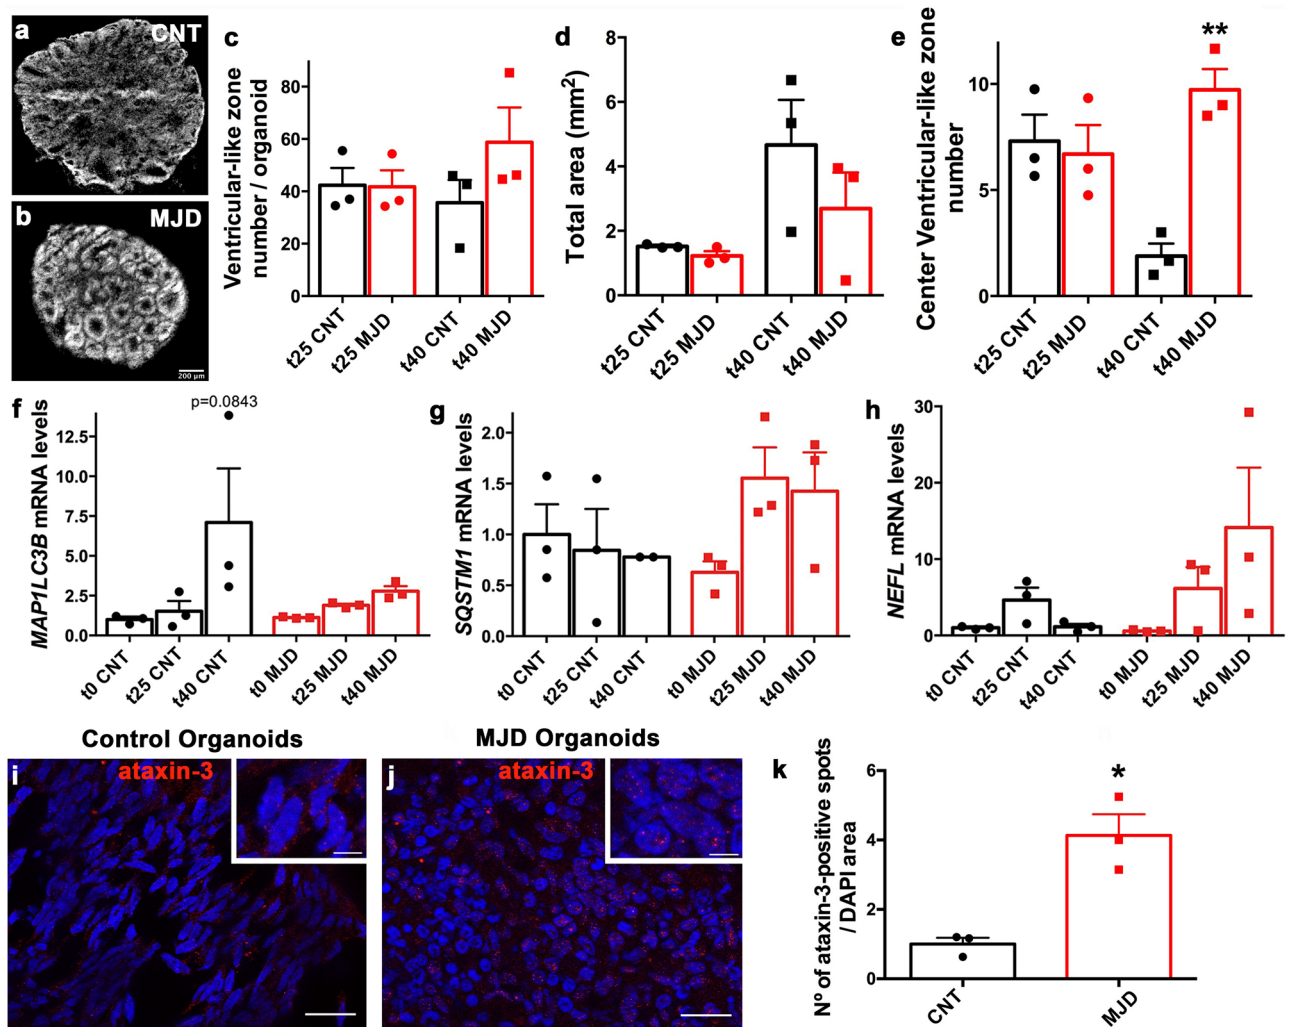 a
CNT
b
MJD
200 µm
c
Ventricular-like zone
number / organoid
80
60
40
20
0
t25 CNT
t25 MJD
t40 CNT
t40 MJD
d
Total area (mm²)
8
6
4
2
0
t25 CNT
t25 MJD
t40 CNT
t40 MJD
e
Center Ventricular-like zone
number
10
5
0
**
t25 CNT
t25 MJD
t40 CNT
t40 MJD
f
MAP1LC3B mRNA levels
p=0.0843
12.5
10.0
7.5
5.0
2.5
0.0
t0 CNT
t25 CNT
t40 CNT
t0 MJD
t25 MJD
t40 MJD
g
SQSTM1 mRNA levels
2.0
1.5
1.0
0.5
0.0
t0 CNT
t25 CNT
t40 CNT
t0 MJD
t25 MJD
t40 MJD
h
NEFL mRNA levels
30
20
10
0
t0 CNT
t25 CNT
t40 CNT
t0 MJD
t25 MJD
t40 MJD
Control Organoids
i
ataxin-3
MJD Organoids
j
ataxin-3
k
Nº of ataxin-3-positive spots
/ DAPI area
6
4
2
0
*
CNT
MJD